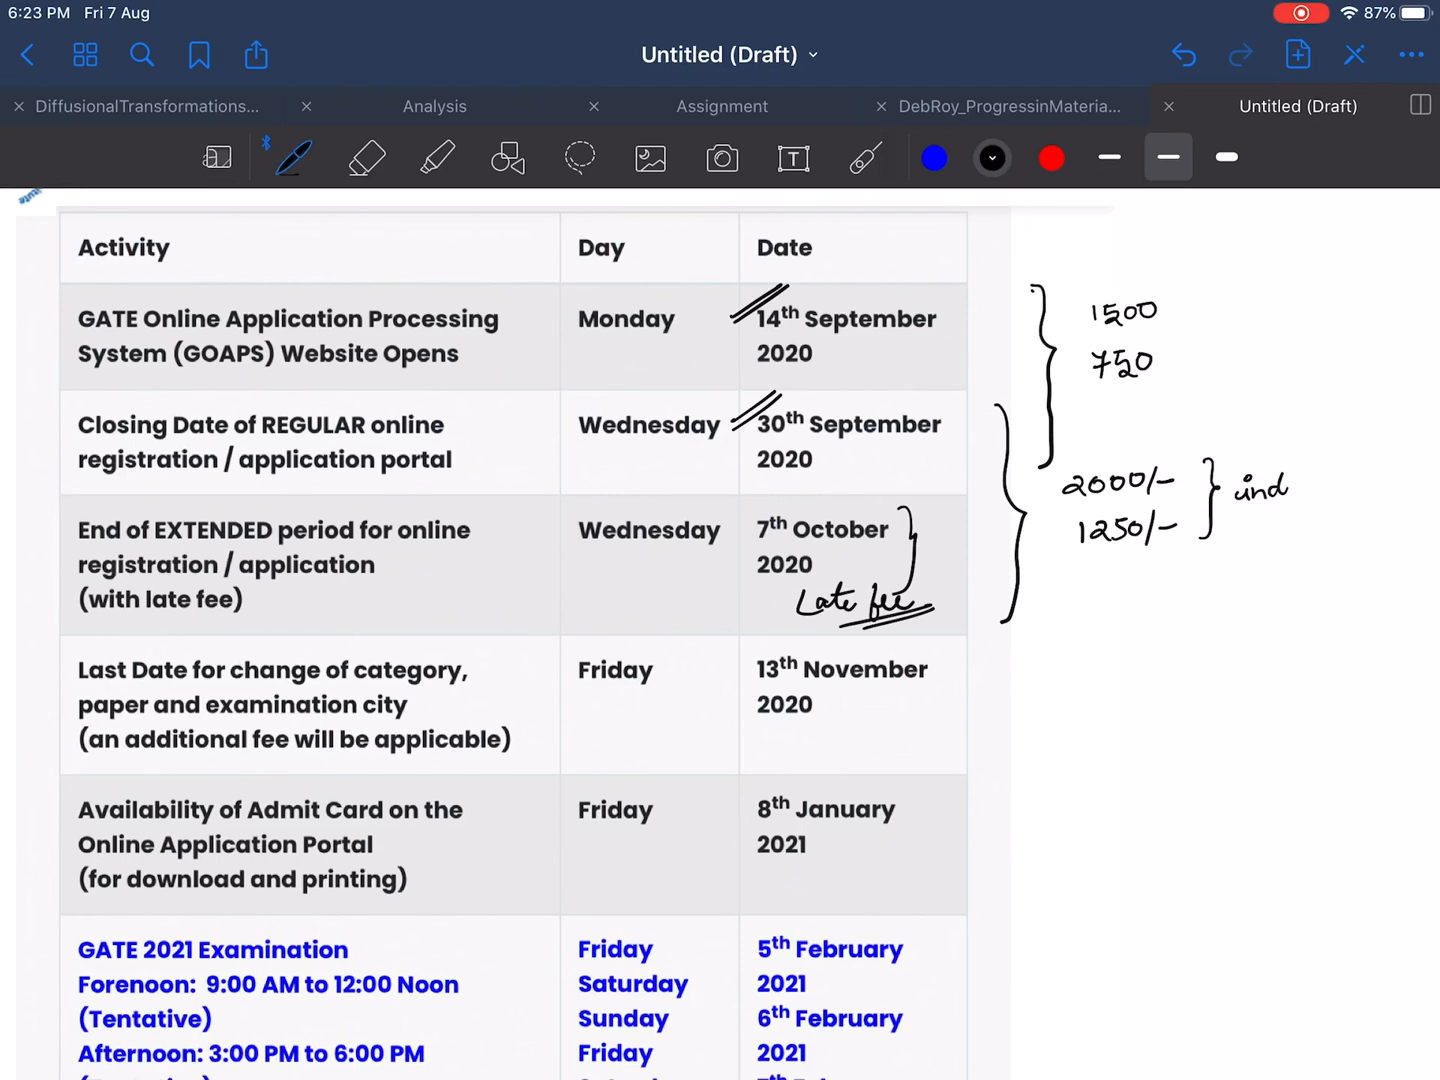 6:23 PM Fri 7 Aug
87%
Untitled (Draft)
DiffusionalTransformations...
Analysis
Assignment
DebRoy_ProgressinMateria...
Untitled (Draft)
T
Activity Day Date
GATE Online Application Processing
System (GOAPS) Website Opens
Monday
14th September
2020
1500
750
Closing Date of REGULAR online
registration / application portal
Wednesday
30th September
2020
End of EXTENDED period for online
registration / application
(with late fee)
Wednesday
7th October
2020
Late fee
2000/-
1250/-
ind
Last Date for change of category,
paper and examination city
(an additional fee will be applicable)
Friday
13th November
2020
Availability of Admit Card on the
Online Application Portal
(for download and printing)
Friday
8th January
2021
GATE 2021 Examination
Forenoon: 9:00 AM to 12:00 Noon
(Tentative)
Afternoon: 3:00 PM to 6:00 PM
Friday
Saturday
Sunday
Friday
5th February
2021
6th February
2021